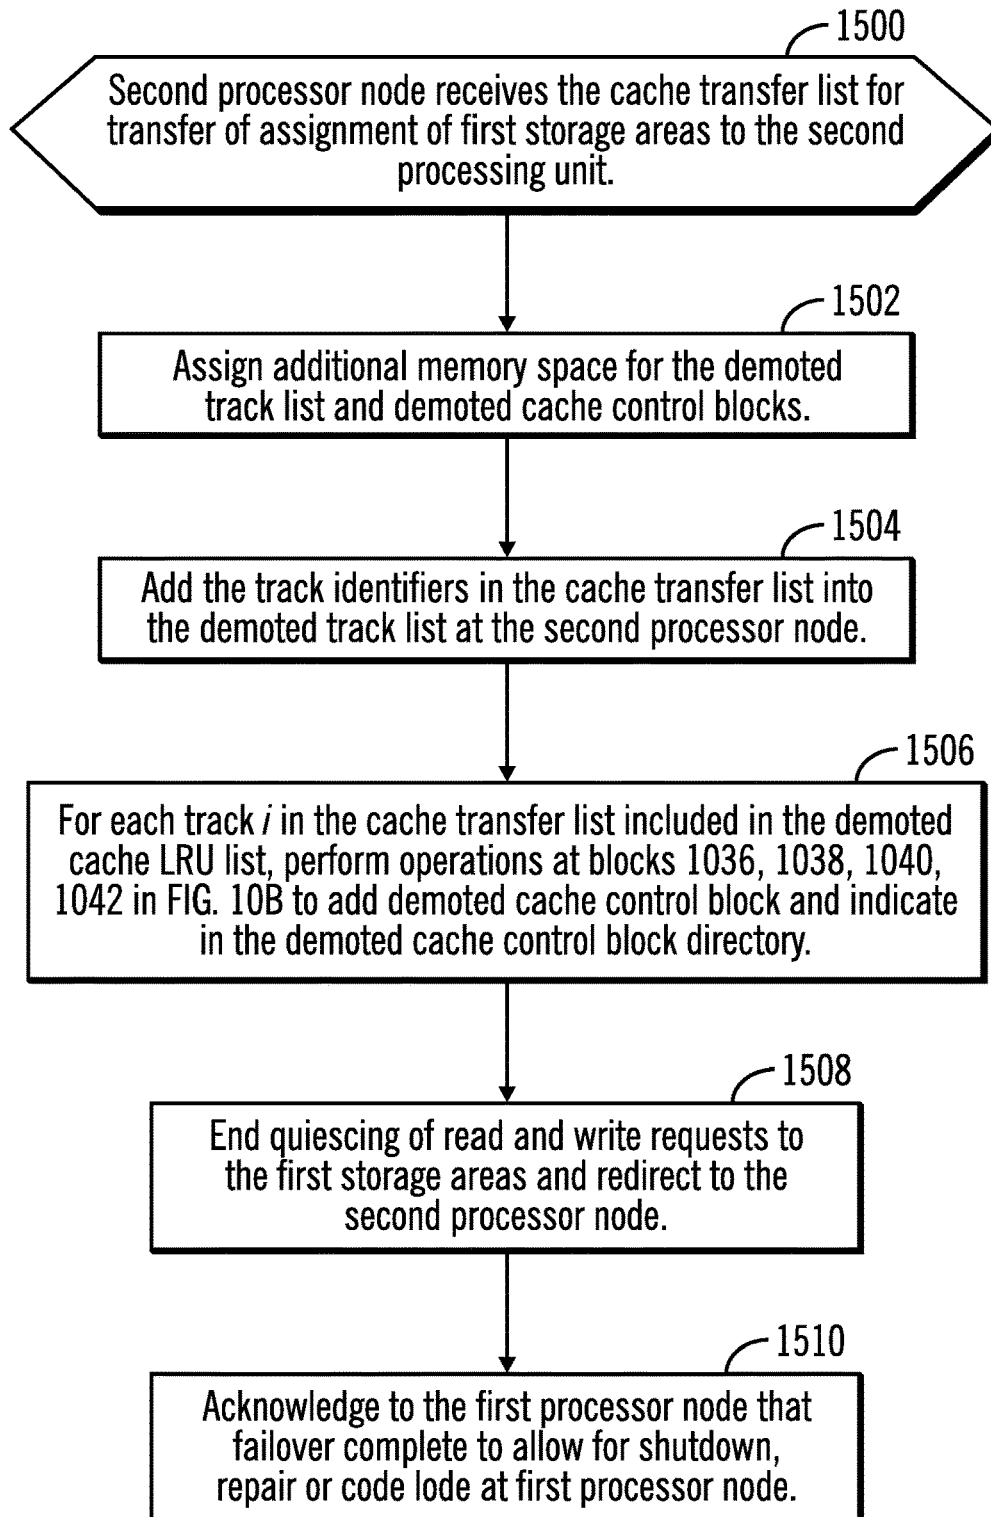 1500
Second processor node receives the cache transfer list for
transfer of assignment of first storage areas to the second
processing unit.
1502
Assign additional memory space for the demoted
track list and demoted cache control blocks.
1504
Add the track identifiers in the cache transfer list into
the demoted track list at the second processor node.
1506
For each track i in the cache transfer list included in the demoted
cache LRU list, perform operations at blocks 1036, 1038, 1040,
1042 in FIG. 10B to add demoted cache control block and indicate
in the demoted cache control block directory.
1508
End quiescing of read and write requests to
the first storage areas and redirect to the
second processor node.
1510
Acknowledge to the first processor node that
failover complete to allow for shutdown,
repair or code lode at first processor node.